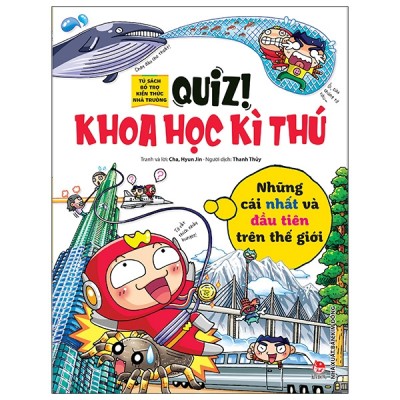 TỦ SÁCH
BỔ TRỢ
KIẾN THỨC
NHÀ TRƯỜNG
QUIZ!
KHOA HỌC KÌ THÚ
Tranh và lời: Cha, Hyun Jin - Người dịch: Thanh Thủy
Những
cái nhất và
đầu tiên
trên thế giới